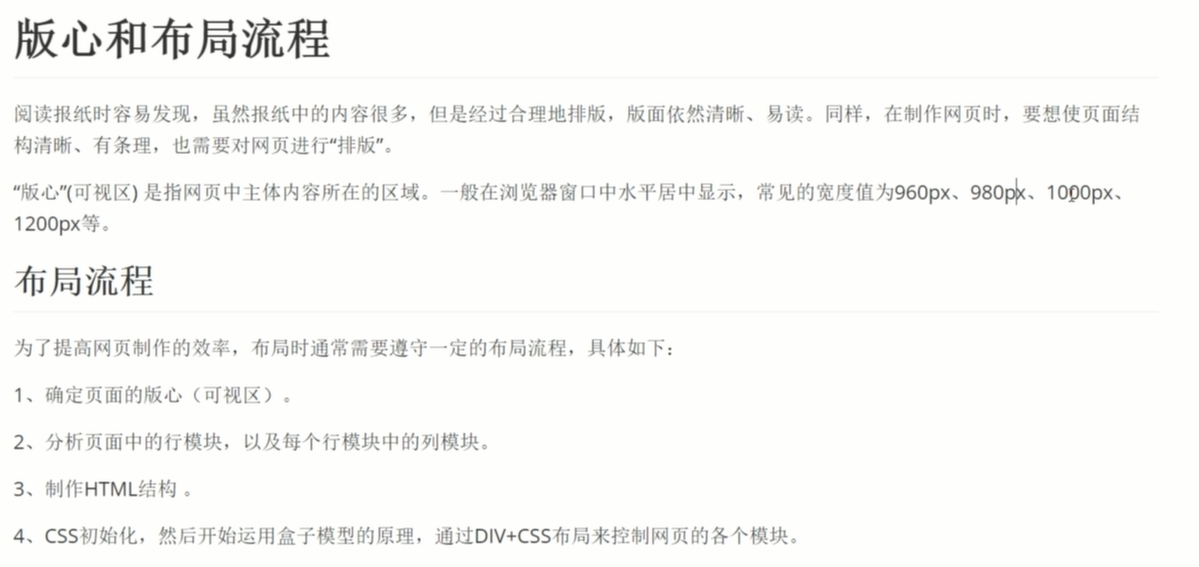 版心和布局流程
阅读报纸时容易发现，虽然报纸中的内容很多，但是经过合理地排版，版面依然清晰、易读。同样，在制作网页时，要想使页面结
构清晰、有条理，也需要对网页进行“排版”。
“版心”(可视区) 是指网页中主体内容所在的区域。一般在浏览器窗口中水平居中显示，常见的宽度值为960px、980px、1000px、
1200px等。
布局流程
为了提高网页制作的效率，布局时通常需要遵守一定的布局流程，具体如下：
1、确定页面的版心（可视区）。
2、分析页面中的行模块，以及每个行模块中的列模块。
3、制作HTML结构 。
4、CSS初始化，然后开始运用盒子模型的原理，通过DIV+CSS布局来控制网页的各个模块。